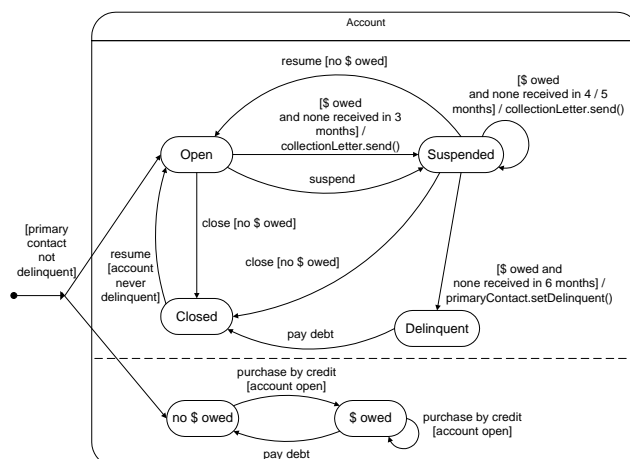 Account
resume [no $ owed]
[$ owed
and none received in 4 / 5
months] / collectionLetter.send()
[$ owed
and none received in 3
months] /
collectionLetter.send()
Open
Suspended
suspend
close [no $ owed]
[primary
contact
not
delinquent]
resume
[account
never
delinquent]
close [no $ owed]
[$ owed and
none received in 6 months] /
primaryContact.setDelinquent()
Closed
Delinquent
pay debt
purchase by credit
[account open]
no $ owed
$ owed
purchase by credit
[account open]
pay debt